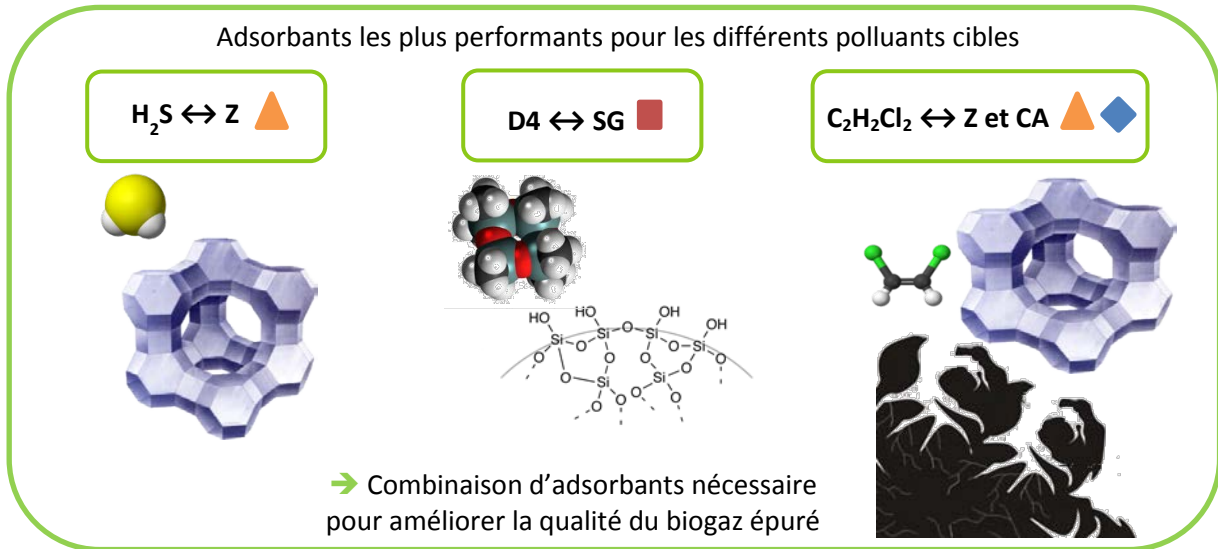 Adsorbants les plus performants pour les différents polluants cibles
H₂S ↔ Z
D4 ↔ SG
C₂H₂Cl₂ ↔ Z et CA
HO HO OH
Si O Si OH
Si O O Si
O O O O O
O Si Si
O O O O
➔ Combinaison d’adsorbants nécessaire
pour améliorer la qualité du biogaz épuré